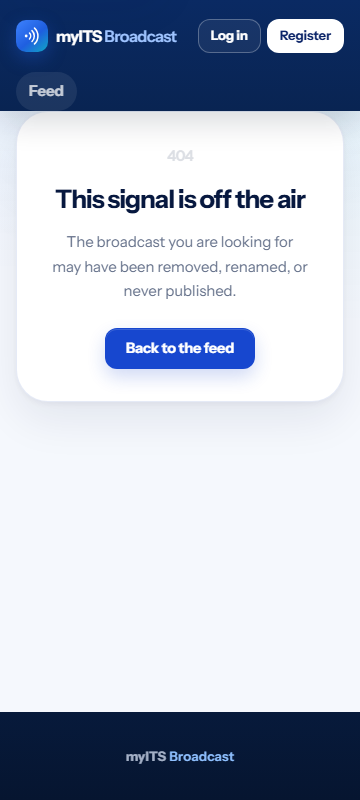 myITS Broadcast
Log in
Register
Feed
404
This signal is off the air
The broadcast you are looking for
may have been removed, renamed, or
never published.
Back to the feed
myITS Broadcast